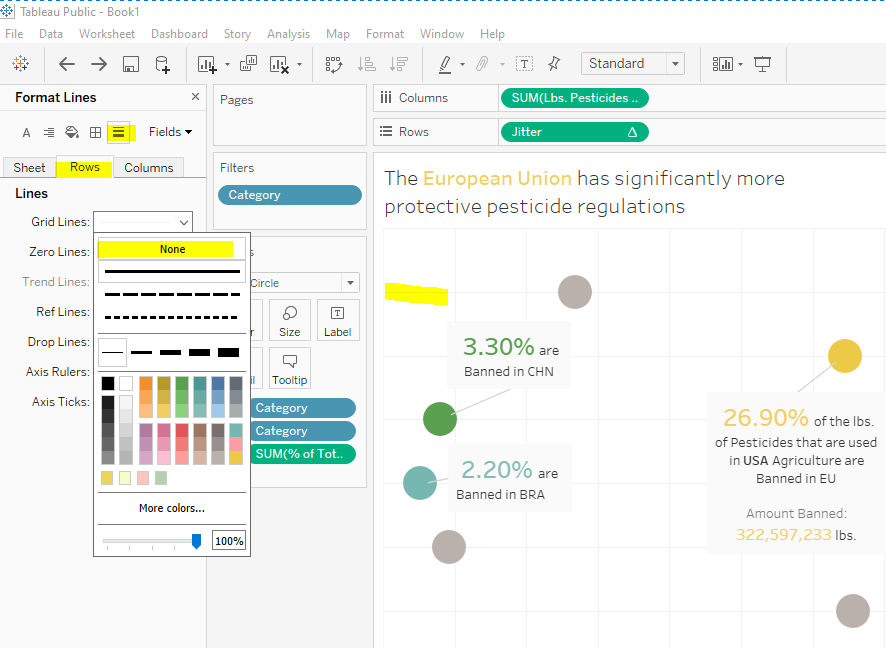 Tableau Public - Book1
File Data Worksheet Dashboard Story Analysis Map Format Window Help
Standard
Format Lines
A Fields
Sheet Rows Columns
Lines
Grid Lines:
Zero Lines:
Trend Lines:
Ref Lines:
Drop Lines:
Axis Rulers:
Axis Ticks:
None
More colors...
100%
Pages
Filters
Category
Circle
Size Label
Tooltip
Category
Category
SUM(% of Tot..
Columns SUM(Lbs. Pesticides ..
Rows Jitter Δ
The European Union has significantly more
protective pesticide regulations
3.30% are
Banned in CHN
2.20% are
Banned in BRA
26.90% of the lbs.
of Pesticides that are used
in USA Agriculture are
Banned in EU
Amount Banned:
322,597,233 lbs.